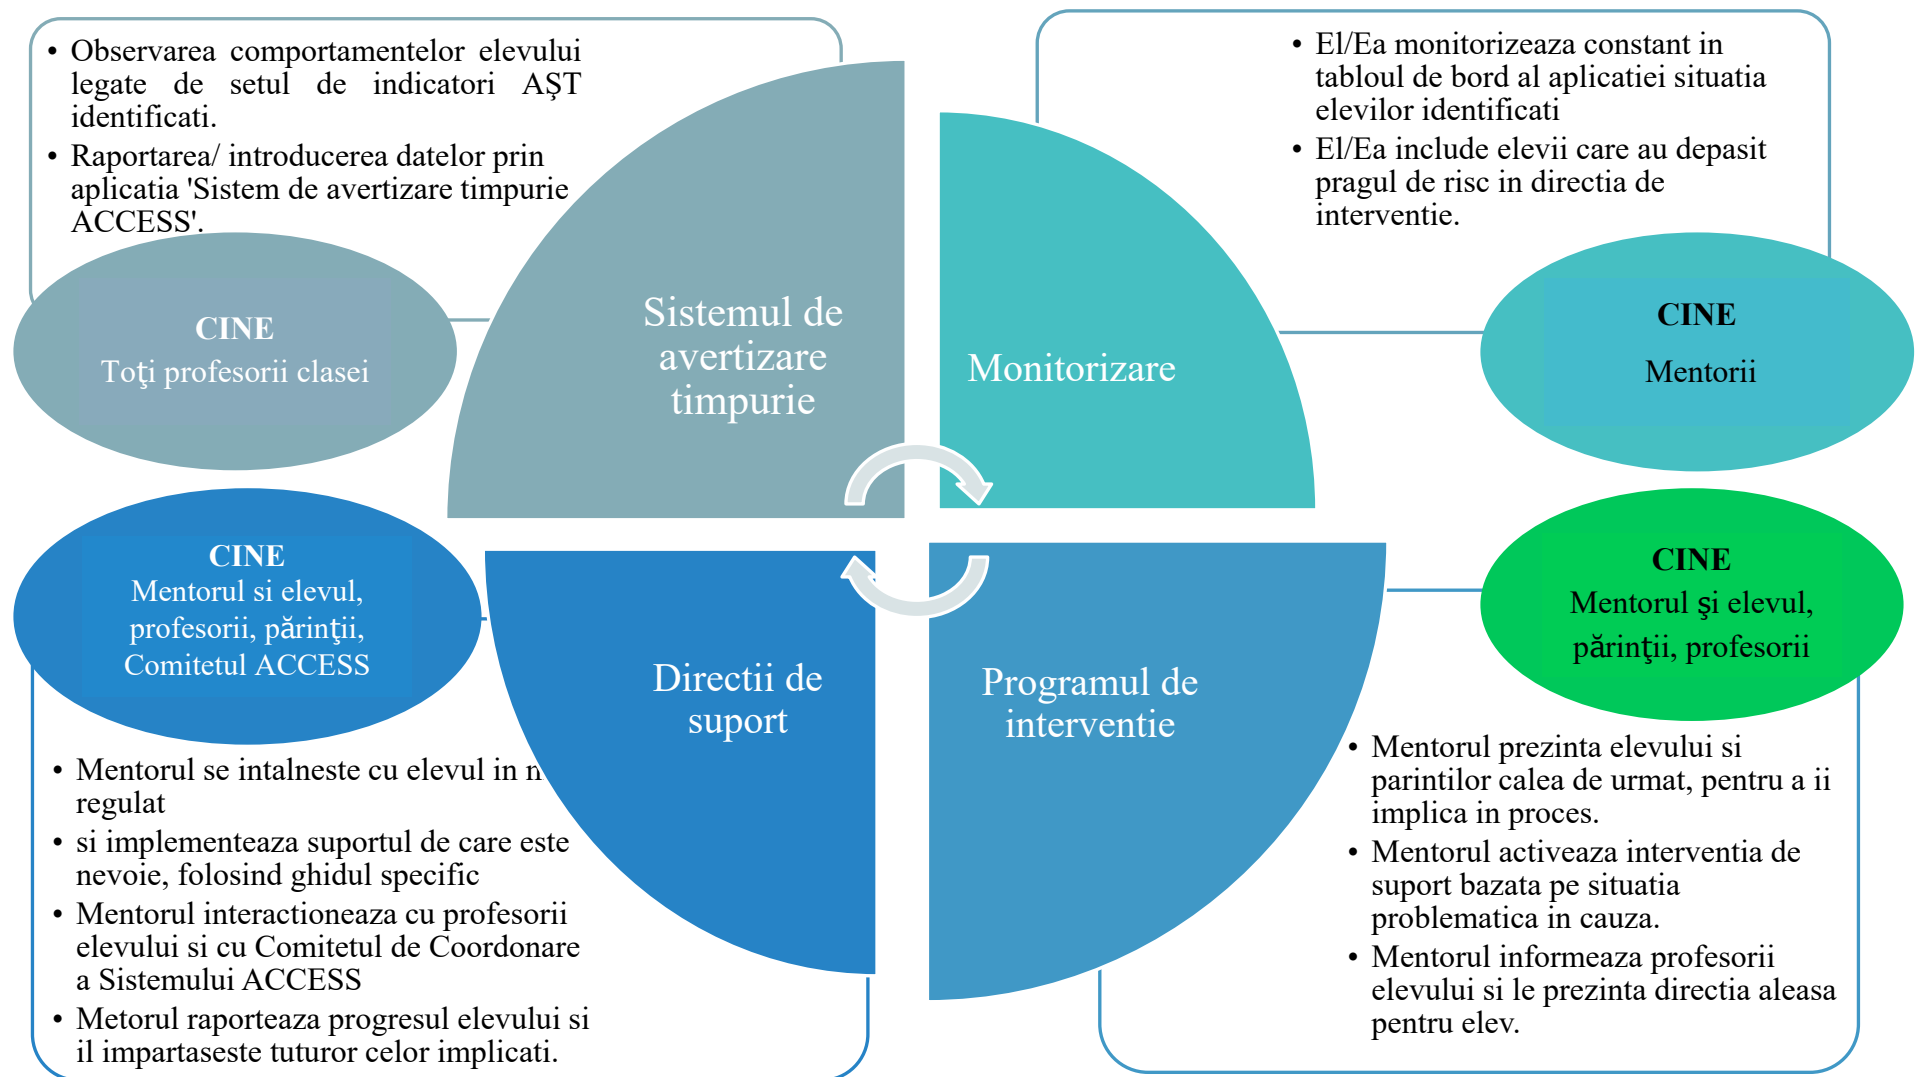 • Observarea comportamentelor elevului
legate de setul de indicatori AŞT
identificati.
• Raportarea/ introducerea datelor prin
aplicatia 'Sistem de avertizare timpurie
ACCESS'.
CINE
Toţi profesorii clasei
Sistemul de
avertizare
timpurie
• El/Ea monitorizeaza constant in
tabloul de bord al aplicatiei situatia
elevilor identificati
• El/Ea include elevii care au depasit
pragul de risc in directia de
interventie.
CINE
Mentorii
Monitorizare
CINE
Mentorul si elevul,
profesorii, părinţii,
Comitetul ACCESS
Directii de
suport
• Mentorul se intalneste cu elevul in
regulat
• si implementeaza suportul de care este
nevoie, folosind ghidul specific
• Mentorul interactioneaza cu profesorii
elevului si cu Comitetul de Coordonare
a Sistemului ACCESS
• Metorul raporteaza progresul elevului si
il impartaseste tuturor celor implicati.
CINE
Mentorul şi elevul,
părinţii, profesorii
Programul de
interventie
• Mentorul prezinta elevului si
parintilor calea de urmat, pentru a ii
implica in proces.
• Mentorul activeaza interventia de
suport bazata pe situatia
problematica in cauza.
• Mentorul informeaza profesorii
elevului si le prezinta directia aleasa
pentru elev.